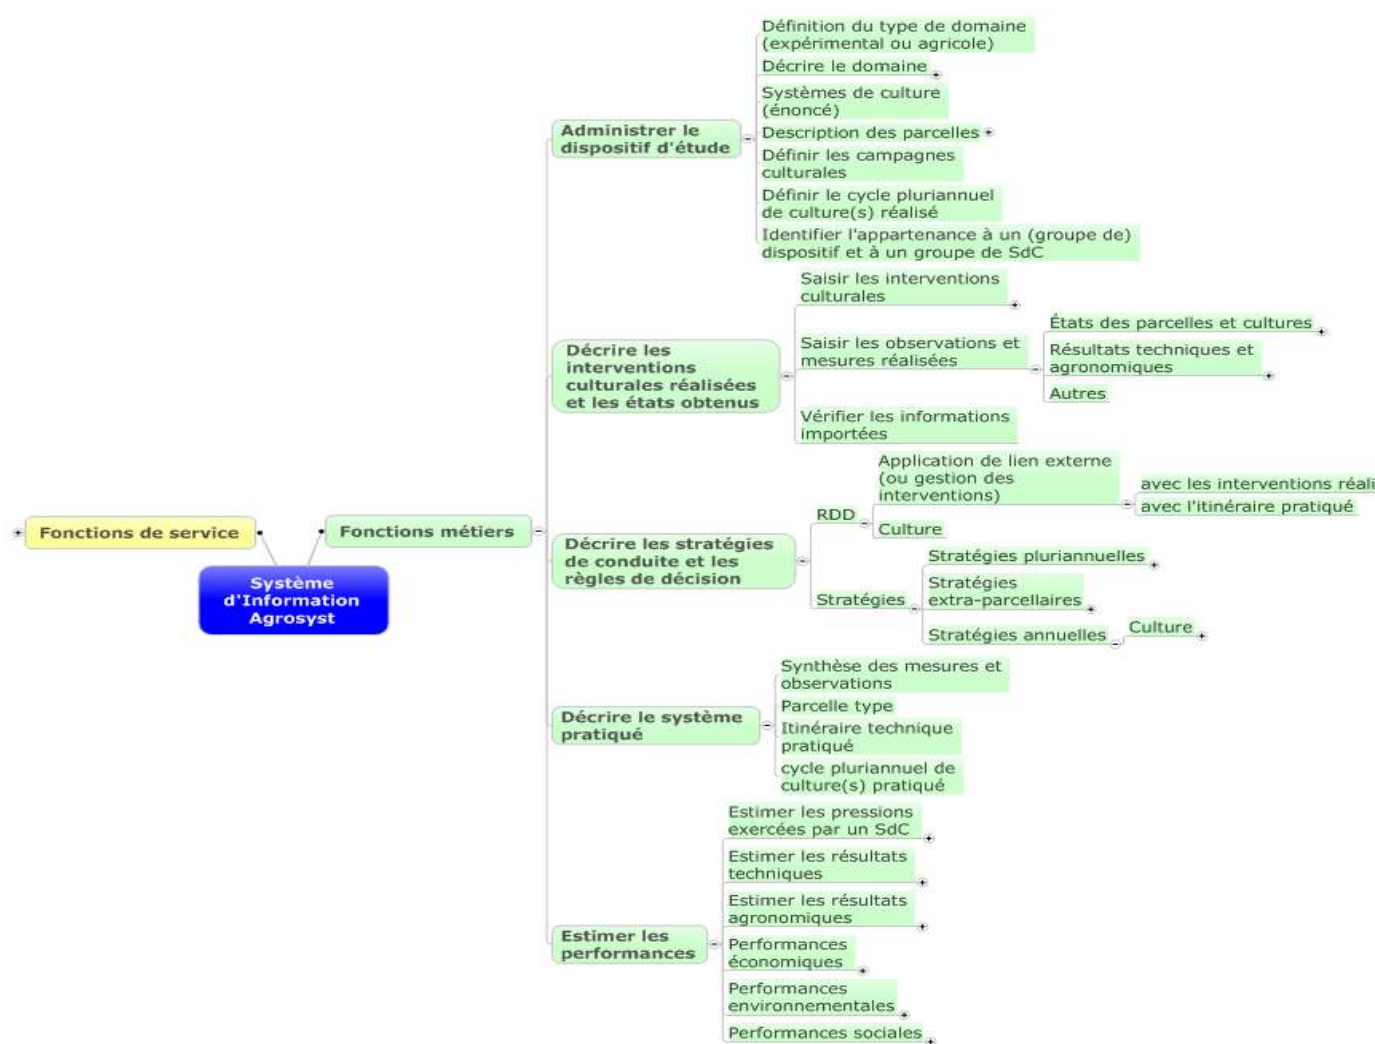 Définition du type de domaine
(expérimental ou agricole)
Décrire le domaine
Systèmes de culture
(énoncé)
Administrer le
dispositif d'étude
Description des parcelles
Définir les campagnes
culturales
Définir le cycle pluriannuel
de culture(s) réalisé
Identifier l'appartenance à un (groupe de)
dispositif et à un groupe de SdC
Saisir les interventions
culturales
Décrire les
interventions
culturales réalisées
et les états obtenus
Saisir les observations et
mesures réalisées
États des parcelles et cultures
Résultats techniques et
agronomiques
Autres
Vérifier les informations
importées
Fonctions de service
Fonctions métiers
Système
d'Information
Agrosyst
Décrire les stratégies
de conduite et les
règles de décision
RDD
Application de lien externe
(ou gestion des
interventions)
avec les interventions réali
avec l'itinéraire pratiqué
Culture
Stratégies
Stratégies pluriannuelles
Stratégies
extra-parcellaires
Stratégies annuelles
Culture
Décrire le système
pratiqué
Synthèse des mesures et
observations
Parcelle type
Itinéraire technique
pratiqué
cycle pluriannuel de
culture(s) pratiqué
Estimer les
performances
Estimer les pressions
exercées par un SdC
Estimer les résultats
techniques
Estimer les résultats
agronomiques
Performances
économiques
Performances
environnementales
Performances sociales